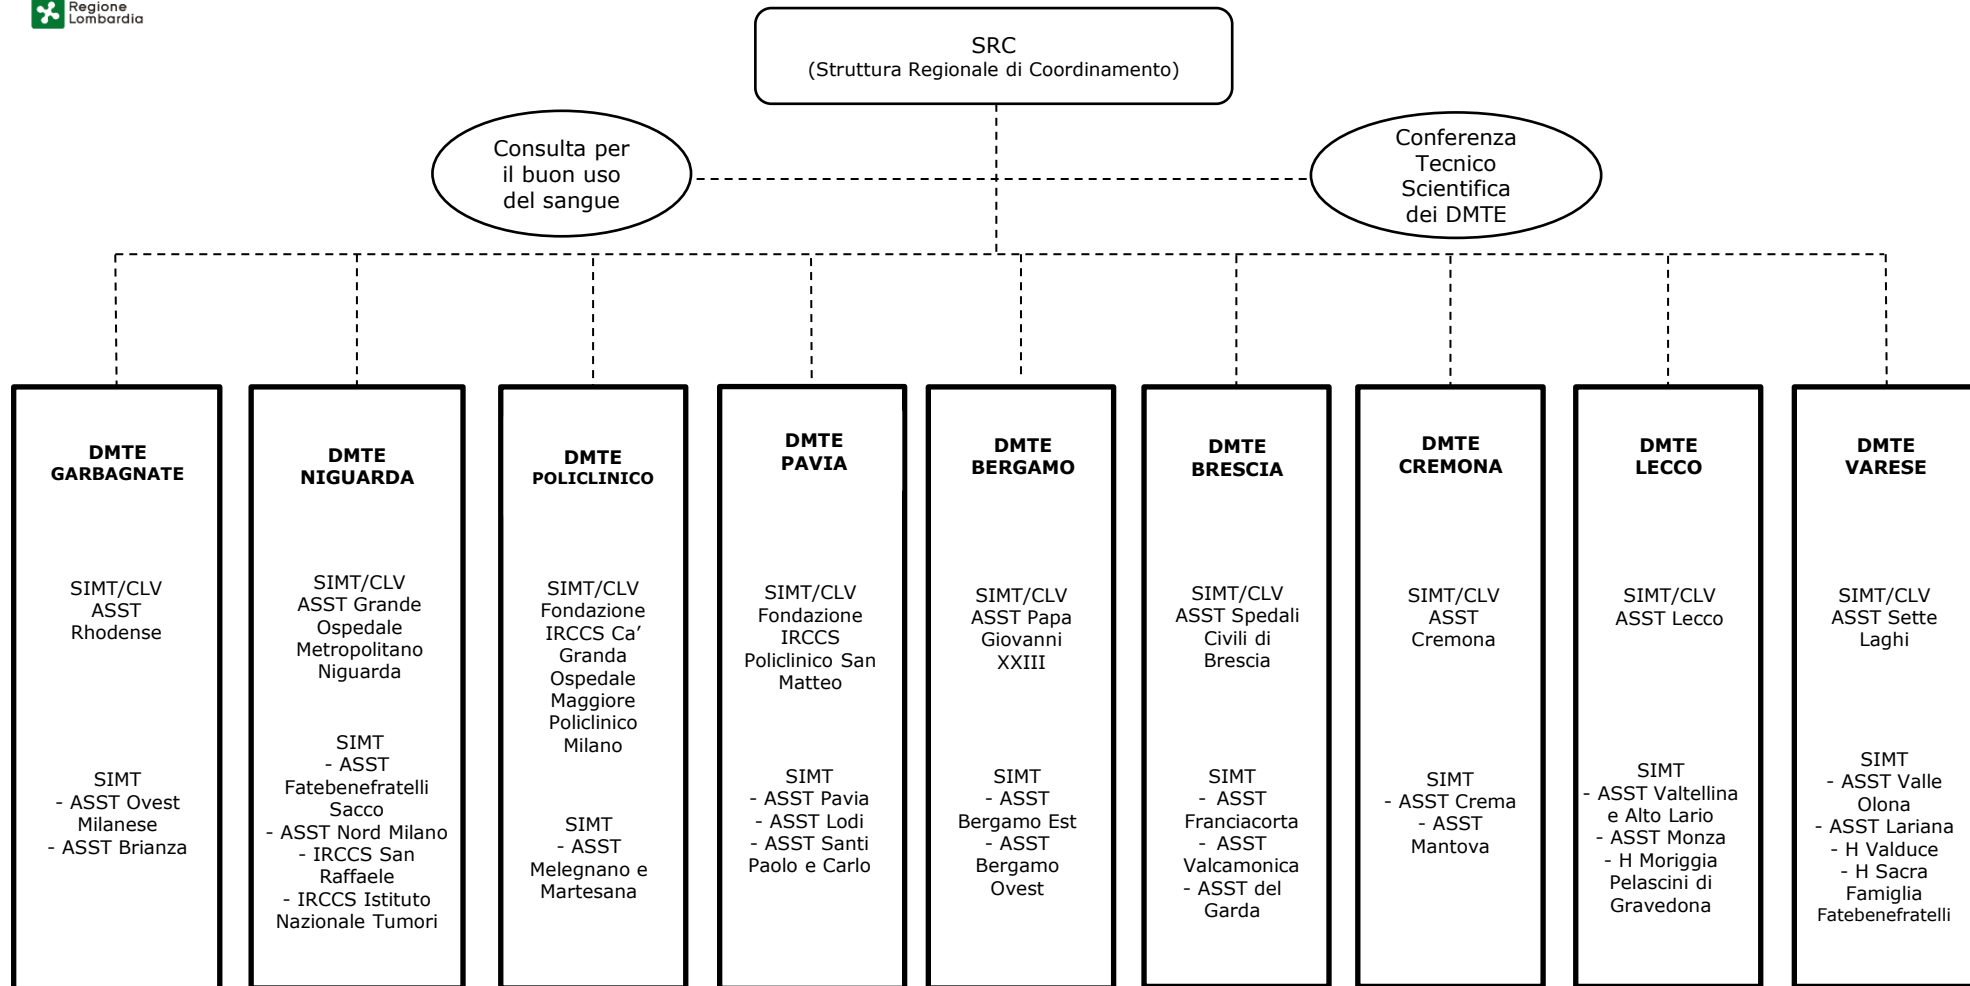 Regione
Lombardia
SRC
(Struttura Regionale di Coordinamento)
Consulta per
il buon uso
del sangue
Conferenza
Tecnico
Scientifica
dei DMTE
DMTE
GARBAGNATE
SIMT/CLV
ASST
Rhodense
SIMT
- ASST Ovest
Milanese
- ASST Brianza
DMTE
NIGUARDA
SIMT/CLV
ASST Grande
Ospedale
Metropolitano
Niguarda
SIMT
- ASST
Fatebenefratelli
Sacco
- ASST Nord Milano
- IRCCS San
Raffaele
- IRCCS Istituto
Nazionale Tumori
DMTE
POLICLINICO
SIMT/CLV
Fondazione
IRCCS Ca’
Granda
Ospedale
Maggiore
Policlinico
Milano
SIMT
- ASST
Melegnano e
Martesana
DMTE
PAVIA
SIMT/CLV
Fondazione
IRCCS
Policlinico San
Matteo
SIMT
- ASST Pavia
- ASST Lodi
- ASST Santi
Paolo e Carlo
DMTE
BERGAMO
SIMT/CLV
ASST Papa
Giovanni
XXIII
SIMT
- ASST
Bergamo Est
- ASST
Bergamo
Ovest
DMTE
BRESCIA
SIMT/CLV
ASST Spedali
Civili di
Brescia
SIMT
- ASST
Franciacorta
- ASST
Valcamonica
- ASST del
Garda
DMTE
CREMONA
SIMT/CLV
ASST
Cremona
SIMT
- ASST Crema
- ASST
Mantova
DMTE
LECCO
SIMT/CLV
ASST Lecco
SIMT
- ASST Valtellina
e Alto Lario
- ASST Monza
- H Moriggia
Pelascini di
Gravedona
DMTE
VARESE
SIMT/CLV
ASST Sette
Laghi
SIMT
- ASST Valle
Olona
- ASST Lariana
- H Valduce
- H Sacra
Famiglia
Fatebenefratelli